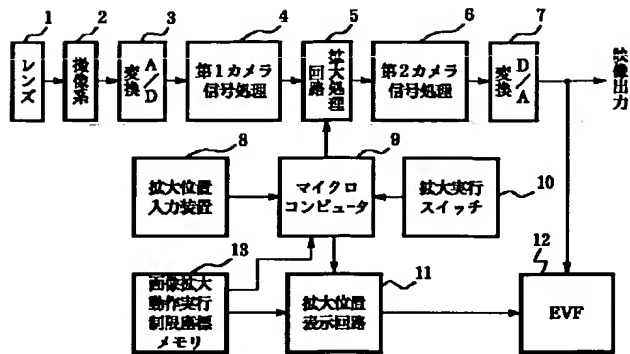 1
2
3
4
5
6
7
レンズ
撮像系
A/D
変換
第1カメラ
信号処理
拡大処理
回路
第2カメラ
信号処理
D/A
変換
映像出力
8
9
10
拡大位置
入力装置
マイクロ
コンピュータ
拡大実行
スイッチ
13
11
12
画像拡大
動作実行
制限座標
メモリ
拡大位置
表示回路
EVF